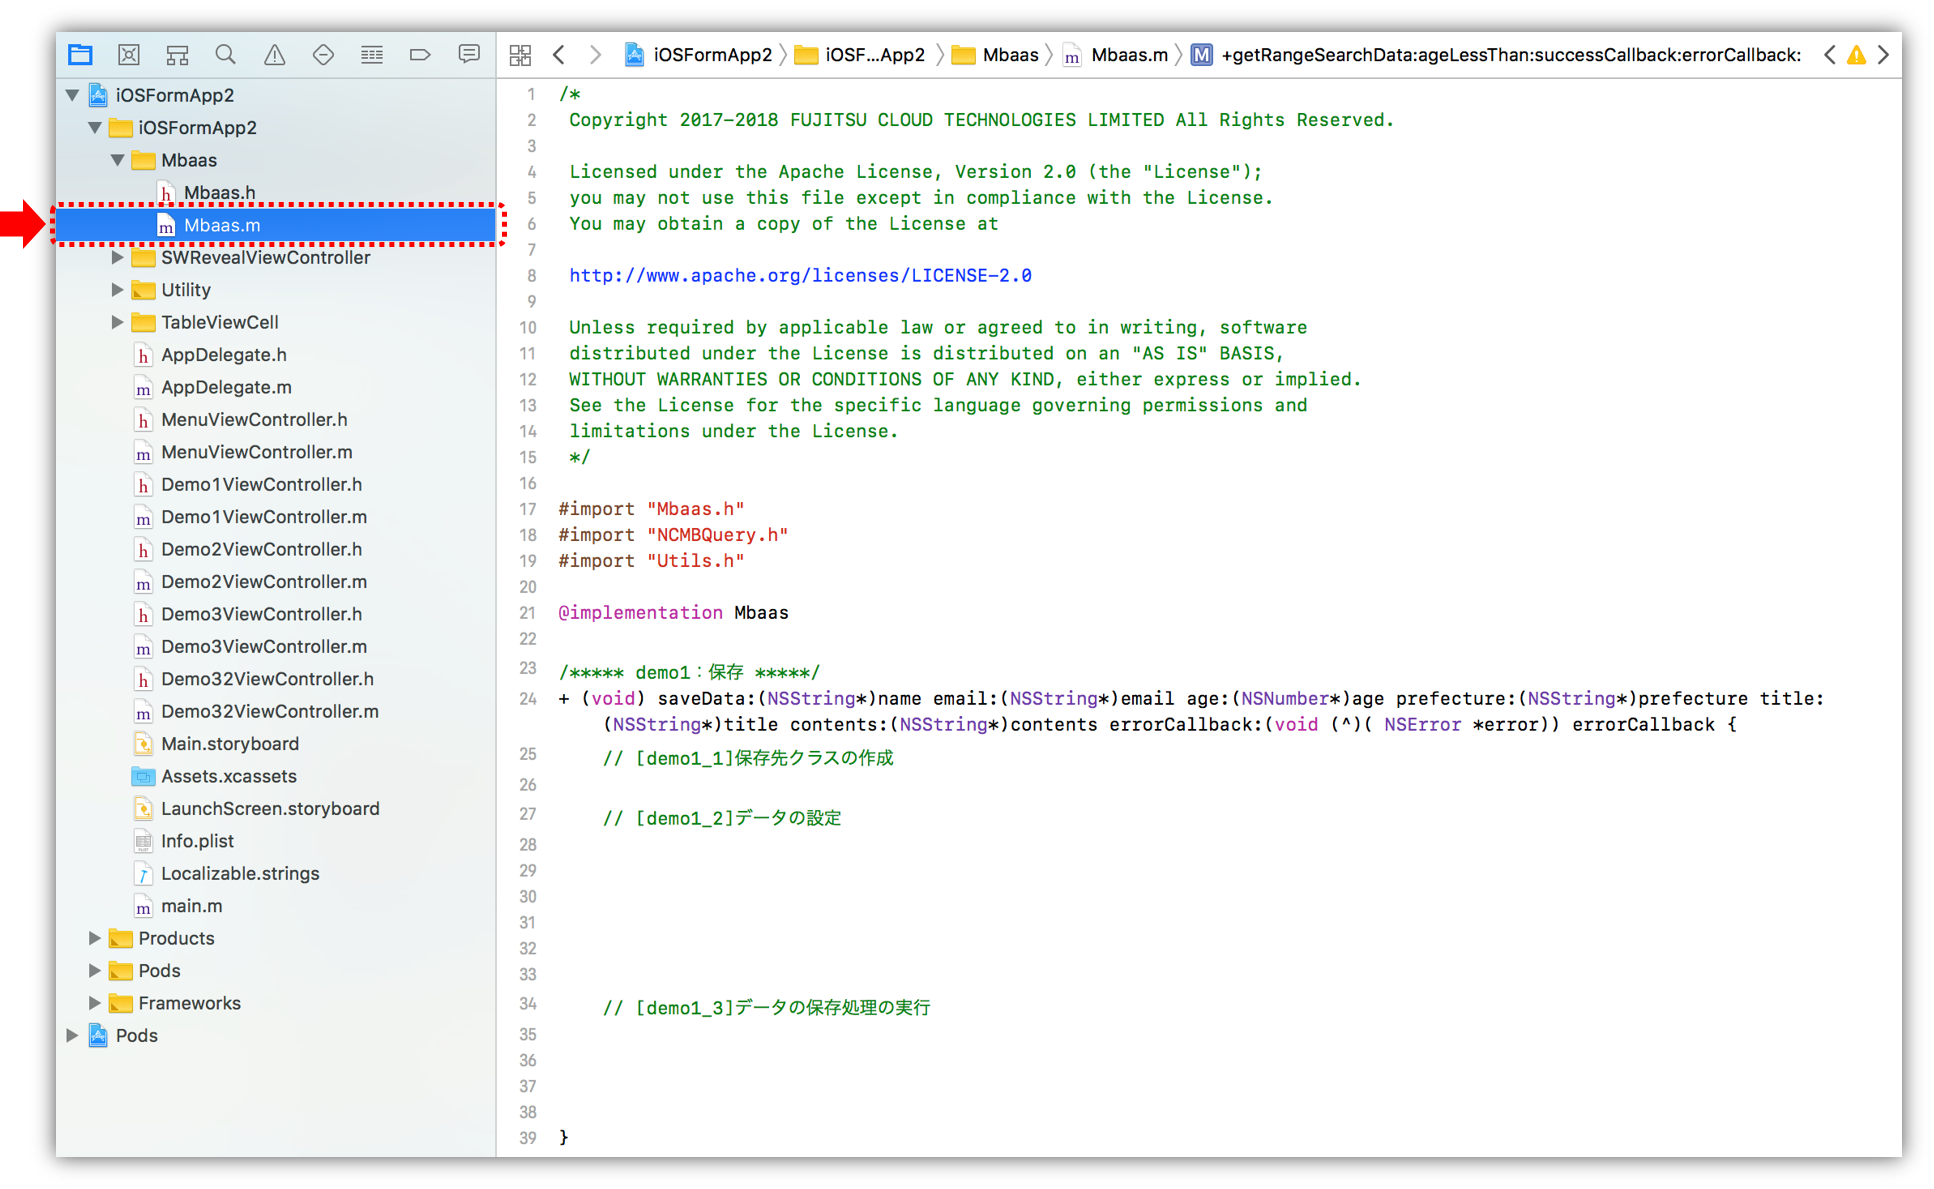 iOSFormApp2 iOSF...App2 Mbaas m Mbaas.m M +getRangeSearchData:ageLessThan:successCallback:errorCallback:
iOSFormApp2
iOSFormApp2
Mbaas
h Mbaas.h
m Mbaas.m
SWRevealViewController
Utility
TableViewCell
h AppDelegate.h
m AppDelegate.m
h MenuViewController.h
m MenuViewController.m
h Demo1ViewController.h
m Demo1ViewController.m
h Demo2ViewController.h
m Demo2ViewController.m
h Demo3ViewController.h
m Demo3ViewController.m
h Demo32ViewController.h
m Demo32ViewController.m
Main.storyboard
Assets.xcassets
LaunchScreen.storyboard
Info.plist
Localizable.strings
m main.m
Products
Pods
Frameworks
Pods
1 /*
2 Copyright 2017-2018 FUJITSU CLOUD TECHNOLOGIES LIMITED All Rights Reserved.
3
4 Licensed under the Apache License, Version 2.0 (the "License");
5 you may not use this file except in compliance with the License.
6 You may obtain a copy of the License at
7
8 http://www.apache.org/licenses/LICENSE-2.0
9
10 Unless required by applicable law or agreed to in writing, software
11 distributed under the License is distributed on an "AS IS" BASIS,
12 WITHOUT WARRANTIES OR CONDITIONS OF ANY KIND, either express or implied.
13 See the License for the specific language governing permissions and
14 limitations under the License.
15 */
16
17 #import "Mbaas.h"
18 #import "NCMBQuery.h"
19 #import "Utils.h"
20
21 @implementation Mbaas
22
23 /***** demo1：保存 *****/
24 + (void) saveData:(NSString*)name email:(NSString*)email age:(NSNumber*)age prefecture:(NSString*)prefecture title:
(NSString*)title contents:(NSString*)contents errorCallback:(void (^)( NSError *error)) errorCallback {
25 // [demo1_1]保存先クラスの作成
26
27 // [demo1_2]データの設定
28
29
30
31
32
33
34 // [demo1_3]データの保存処理の実行
35
36
37
38
39 }